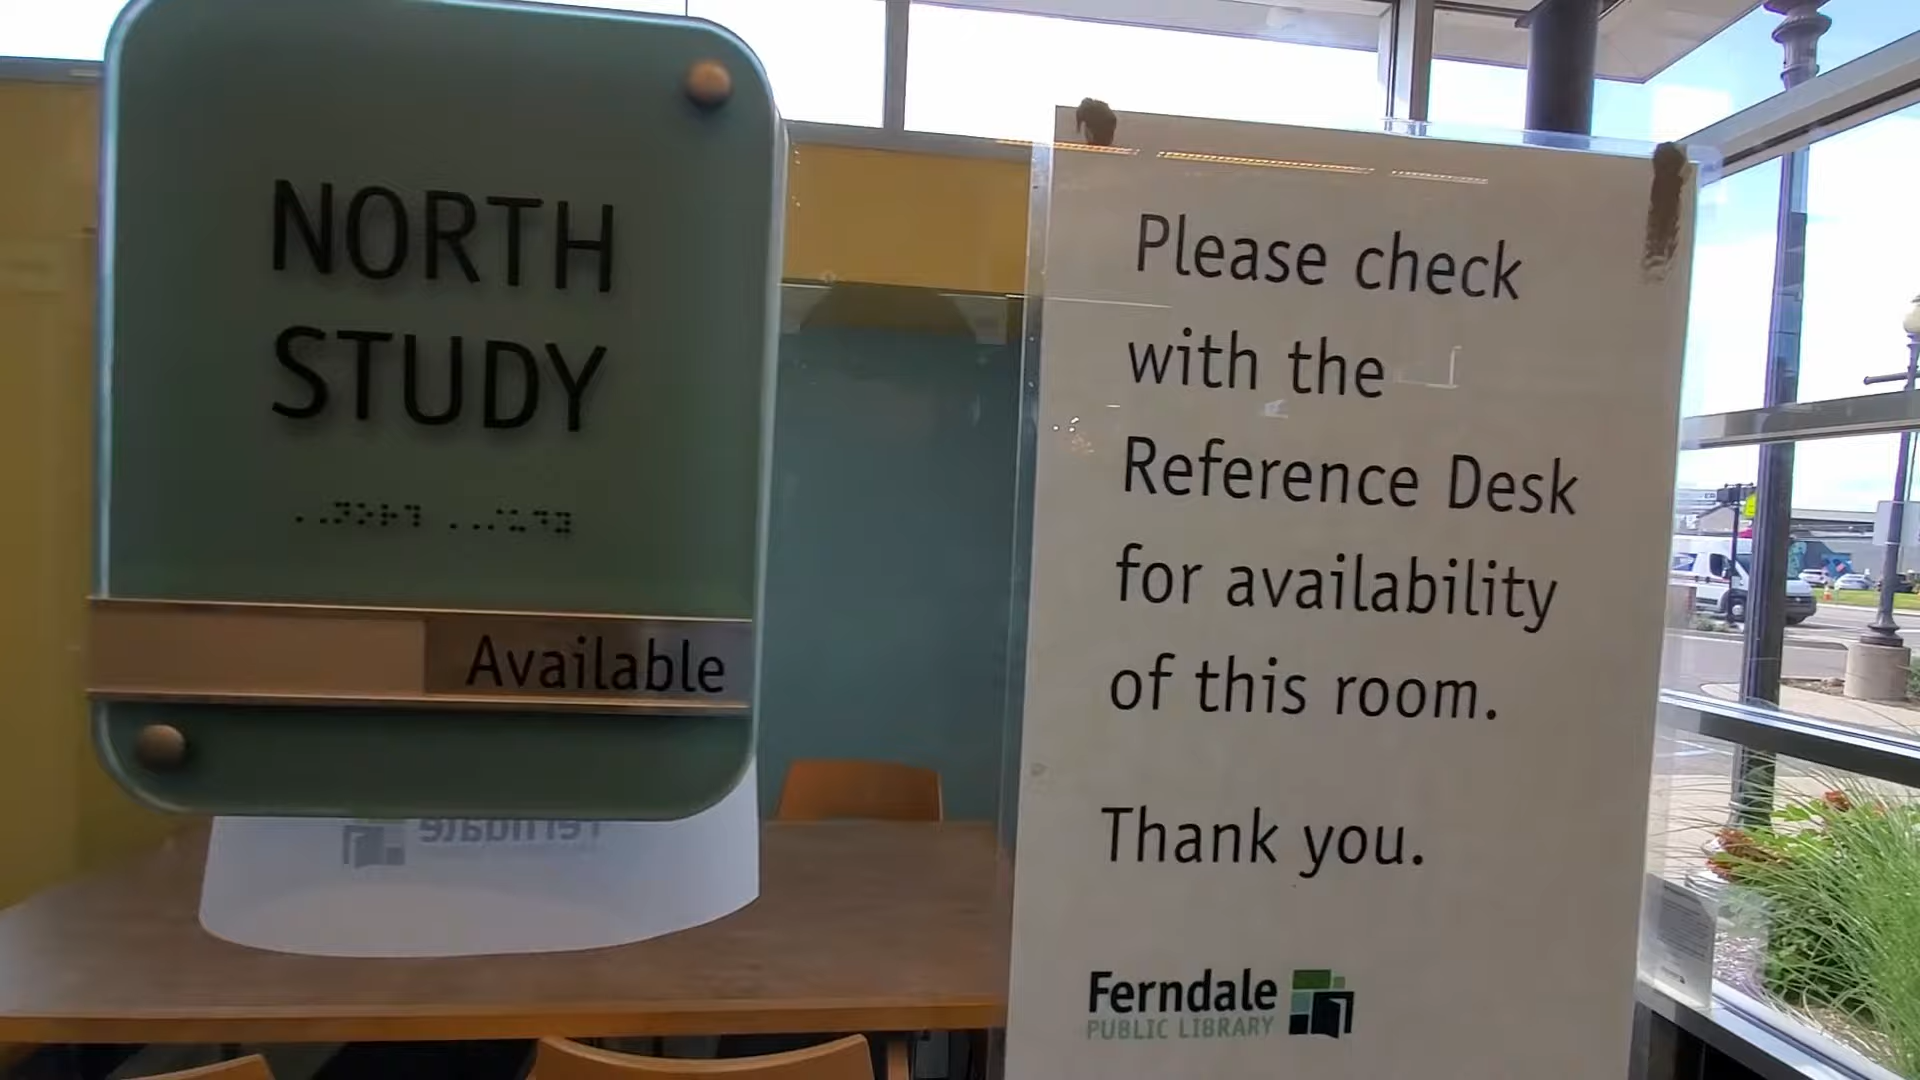 NORTH
STUDY
Available
Please check
with the
Reference Desk
for availability
of this room.
Thank you.
Ferndale
PUBLIC LIBRARY